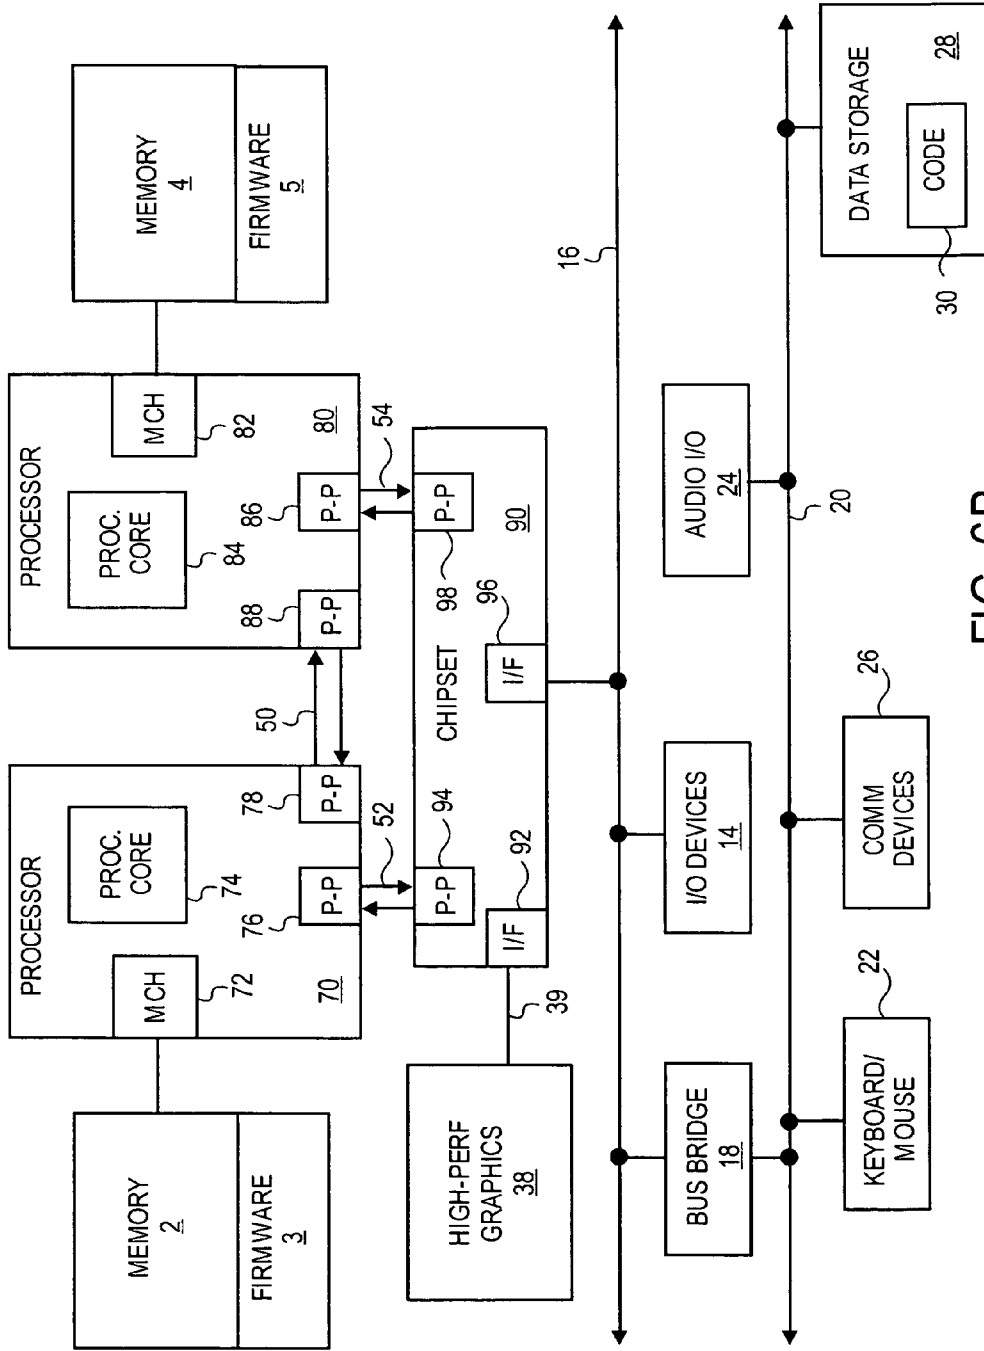 PROCESSOR
PROCESSOR
MEMORY
2
FIRMWARE
3
MCH
72
PROC.
CORE
74
70
76
P-P
78
P-P
50
88
P-P
PROC.
CORE
84
MCH
82
80
86
P-P
MEMORY
4
FIRMWARE
5
52
54
HIGH-PERF
GRAPHICS
38
39
I/F
92
P-P
94
CHIPSET
I/F
96
P-P
98
90
16
BUS BRIDGE
18
I/O DEVICES
14
AUDIO I/O
24
20
KEYBOARD/
MOUSE
22
COMM
DEVICES
26
DATA STORAGE
CODE
30
28